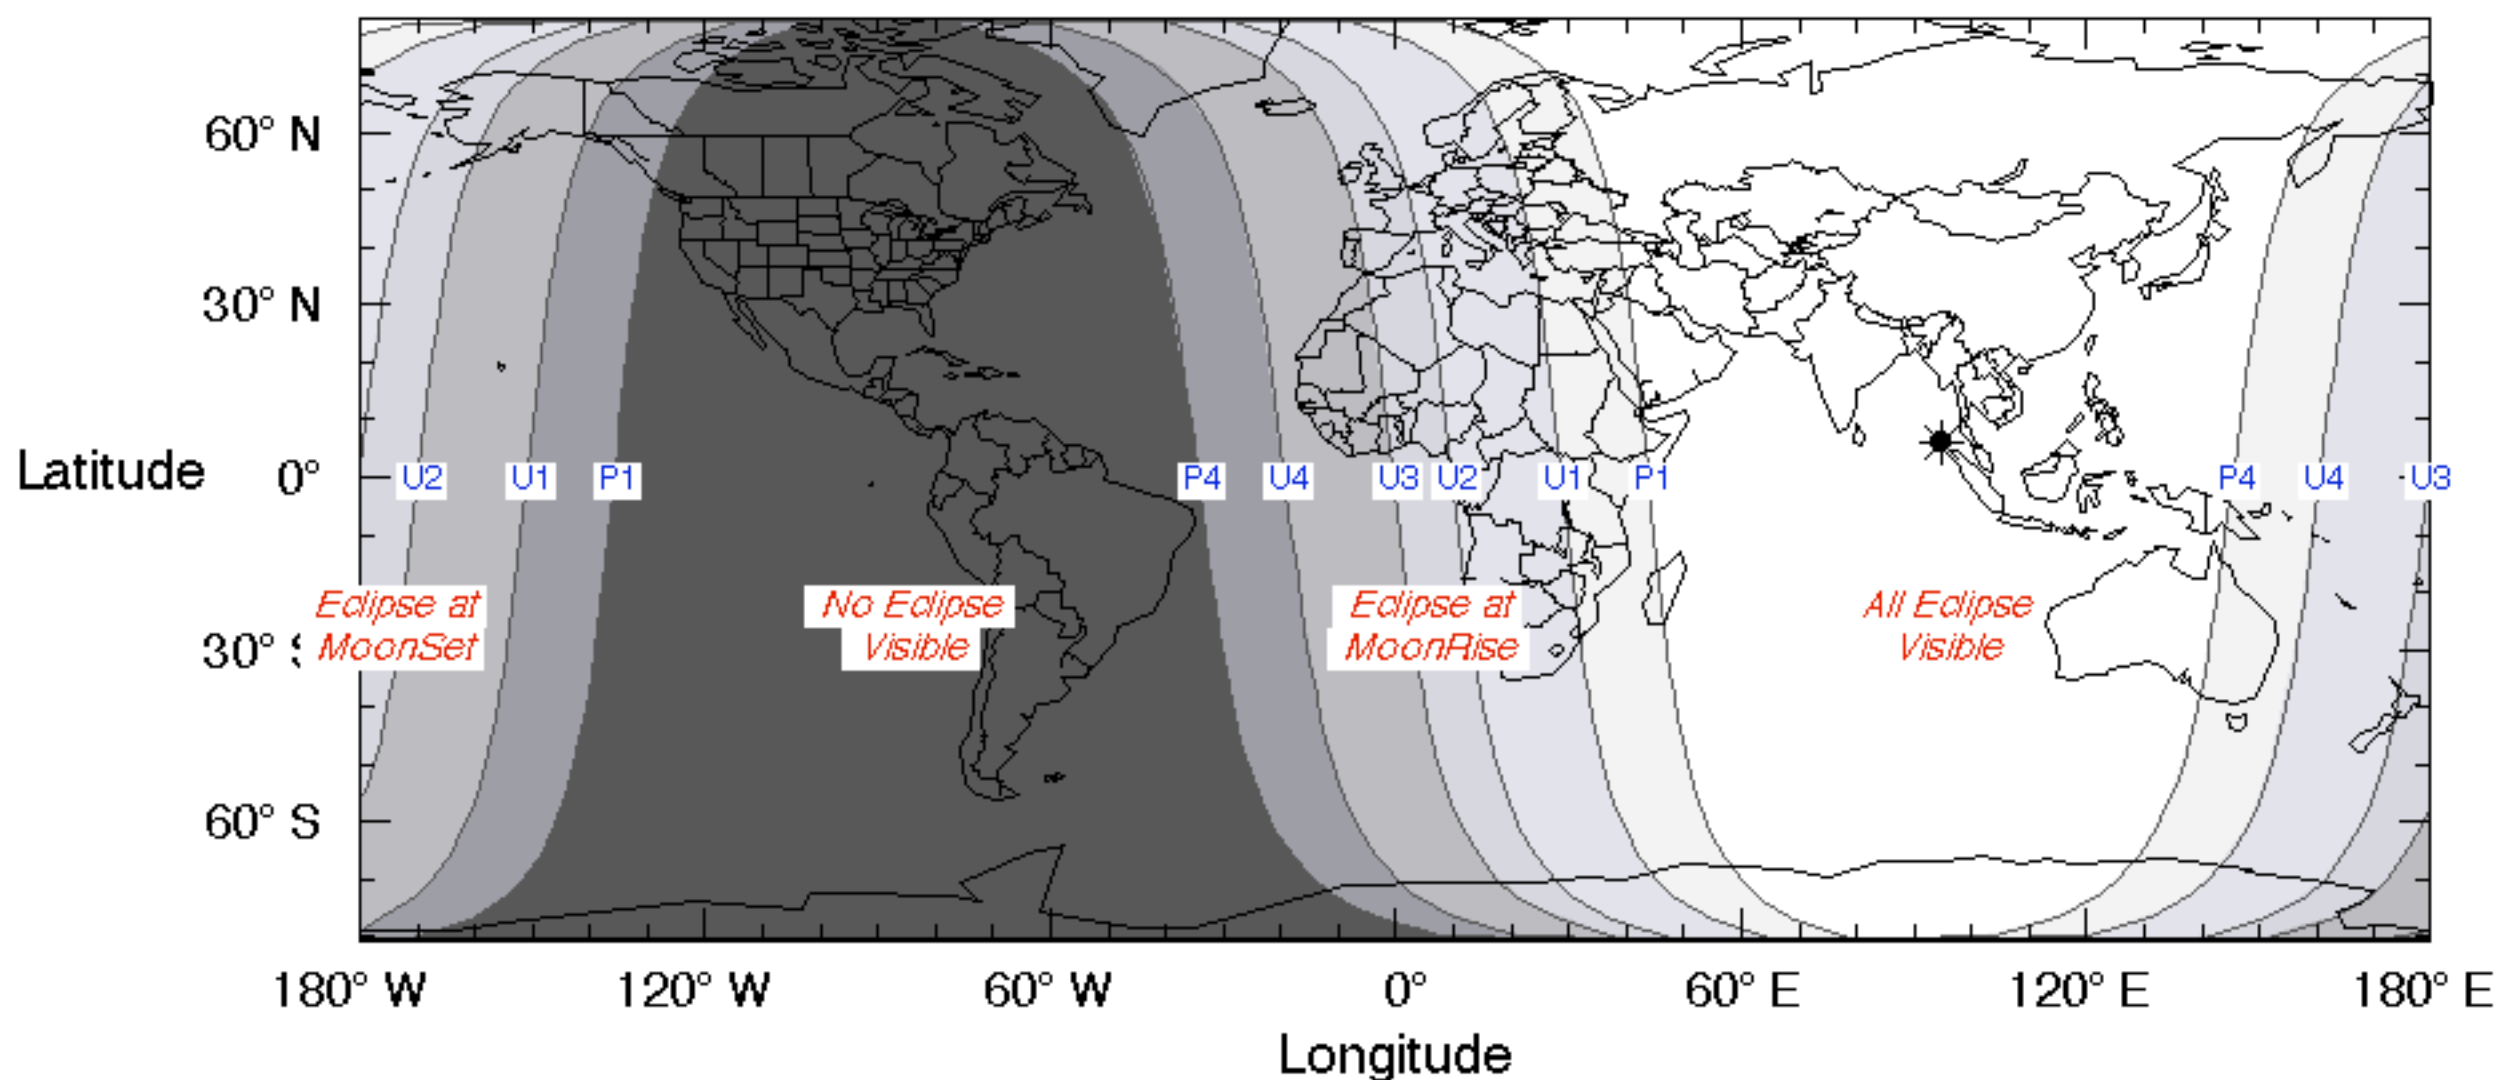 60° N
30° N
Latitude
0°
U2
U1
P1
P4
U4
U3
U2
U1
P1
P4
U4
U3
Eclipse at
MoonSet
No Eclipse
Visible
Eclipse at
MoonRise
All Eclipse
Visible
30° S
60° S
180° W
120° W
60° W
0°
60° E
120° E
180° E
Longitude